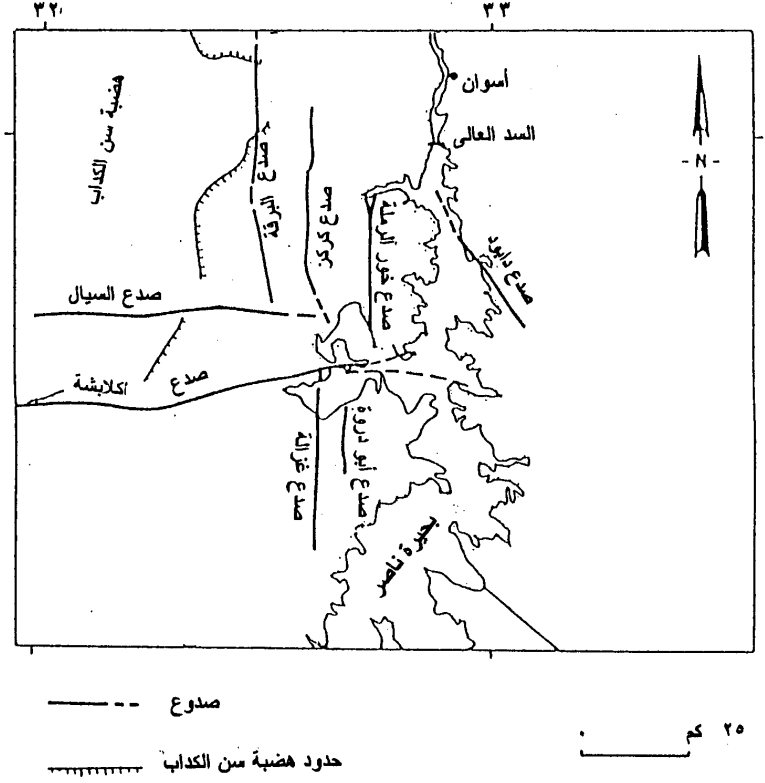 ٣٢
٣٣
هضبة سن الكداب
أسوان
السد العالى
- N -
صدع البرقة
صدع كركر
صدع خور الرملة
صدع دابود
صدع السيال
صدع اكلابشة
صدع غزالة
صدع أبو دروة
بحيرة ناصر
صدوع
حدود هضبة سن الكداب
٢٥ كم